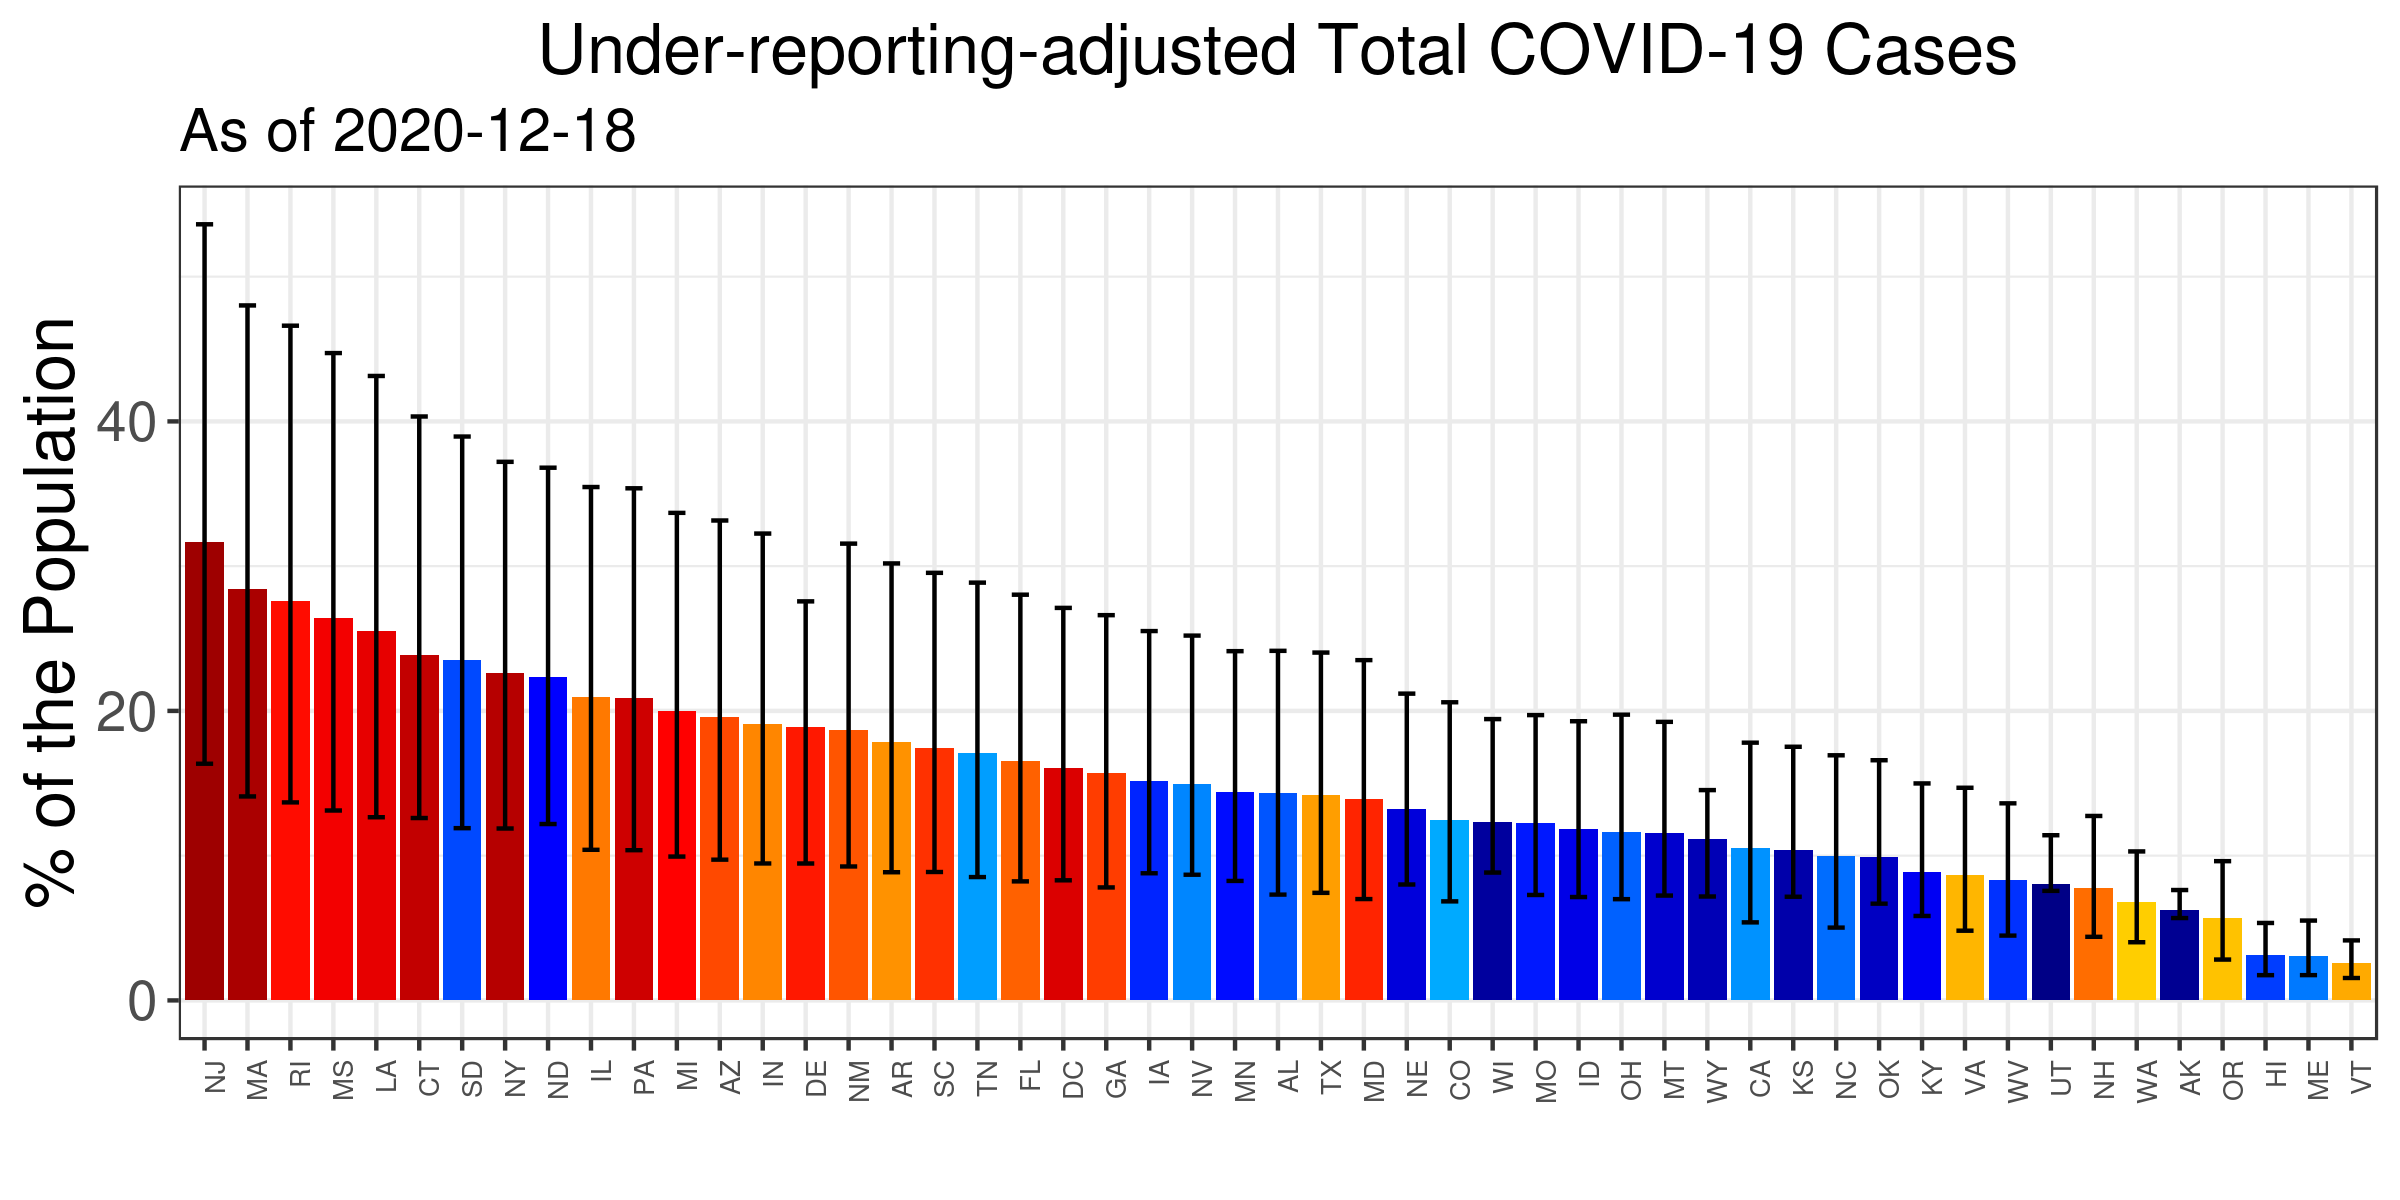 Under-reporting-adjusted Total COVID-19 Cases
As of 2020-12-18
% of the Population
40
20
0
NJ MA RI MS LA CT SD NY ND IL PA MI AZ IN DE NM AR SC TN FL DC GA IA NV MN AL TX MD NE CO WI MO ID OH MT WY CA KS NC OK KY VA WV UT NH WA AK OR HI ME VT